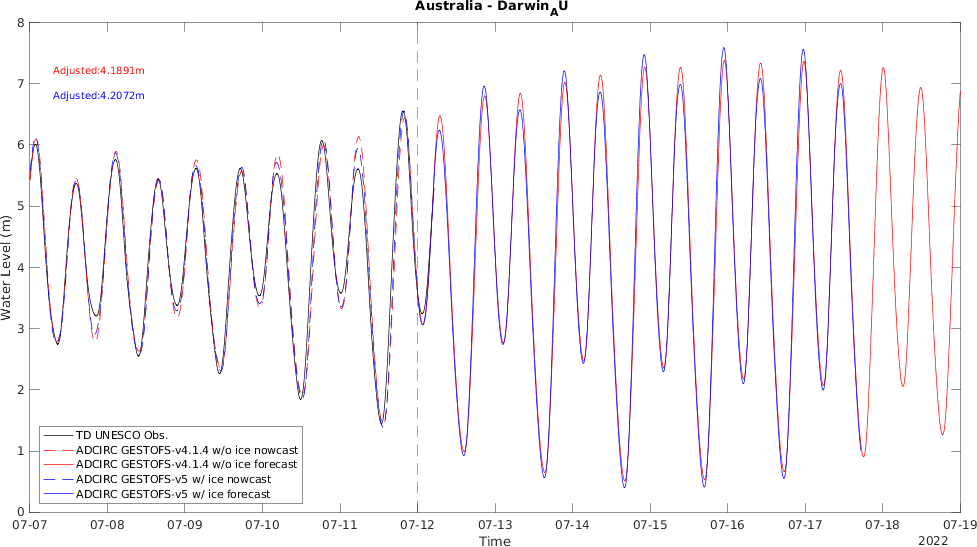 Australia - Darwin_AU
8
7
6
5
4
3
2
1
0
Water Level (m)
Adjusted:4.1891m
Adjusted:4.2072m
TD UNESCO Obs.
ADCIRC GESTOFS-v4.1.4 w/o ice nowcast
ADCIRC GESTOFS-v4.1.4 w/o ice forecast
ADCIRC GESTOFS-v5 w/ ice nowcast
ADCIRC GESTOFS-v5 w/ ice forecast
07-07 07-08 07-09 07-10 07-11 07-12 07-13 07-14 07-15 07-16 07-17 07-18 07-19
Time
2022